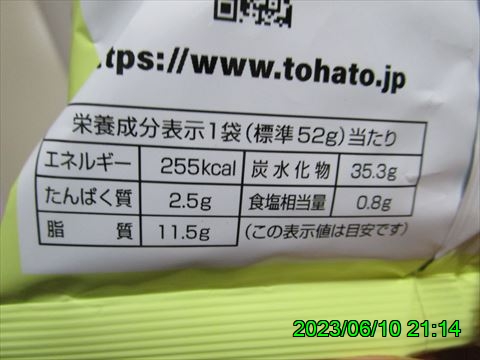 ttps://www.tohato.jp
栄養成分表示1袋(標準52g)当たり
エネルギー 255kcal 炭水化物 35.3g
たんぱく質 2.5g 食塩相当量 0.8g
脂 質 11.5g (この表示値は目安です)
2023/06/10 21:14